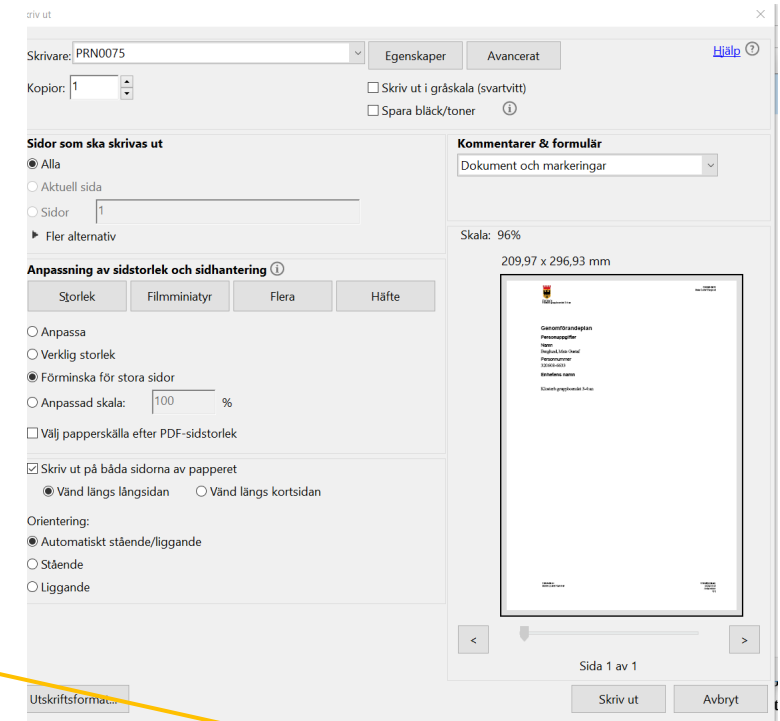 riv ut
Skrivare: PRN0075 Egenskaper Avancerat Hjälp
Kopior: 1 Skriv ut i gråskala (svartvitt)
Spara bläck/toner
Sidor som ska skrivas ut
Alla
Aktuell sida
Sidor 1
Fler alternativ
Kommentarer & formulär
Dokument och markeringar
Anpassning av sidstorlek och sidhantering
Storlek Filmminiatyr Flera Häfte
Anpassa
Verklig storlek
Förminska för stora sidor
Anpassad skala: 100 %
Välj papperskälla efter PDF-sidstorlek
Skriv ut på båda sidorna av papperet
Vänd längs långsidan Vänd längs kortsidan
Orientering:
Automatiskt stående/liggande
Stående
Liggande
Skala: 96%
209,97 x 296,93 mm
Genomförandeplan
Personuppgifter
Namn
Personnummer
Enhetens namn
< >
Sida 1 av 1
Utskriftsformat...
Skriv ut Avbryt